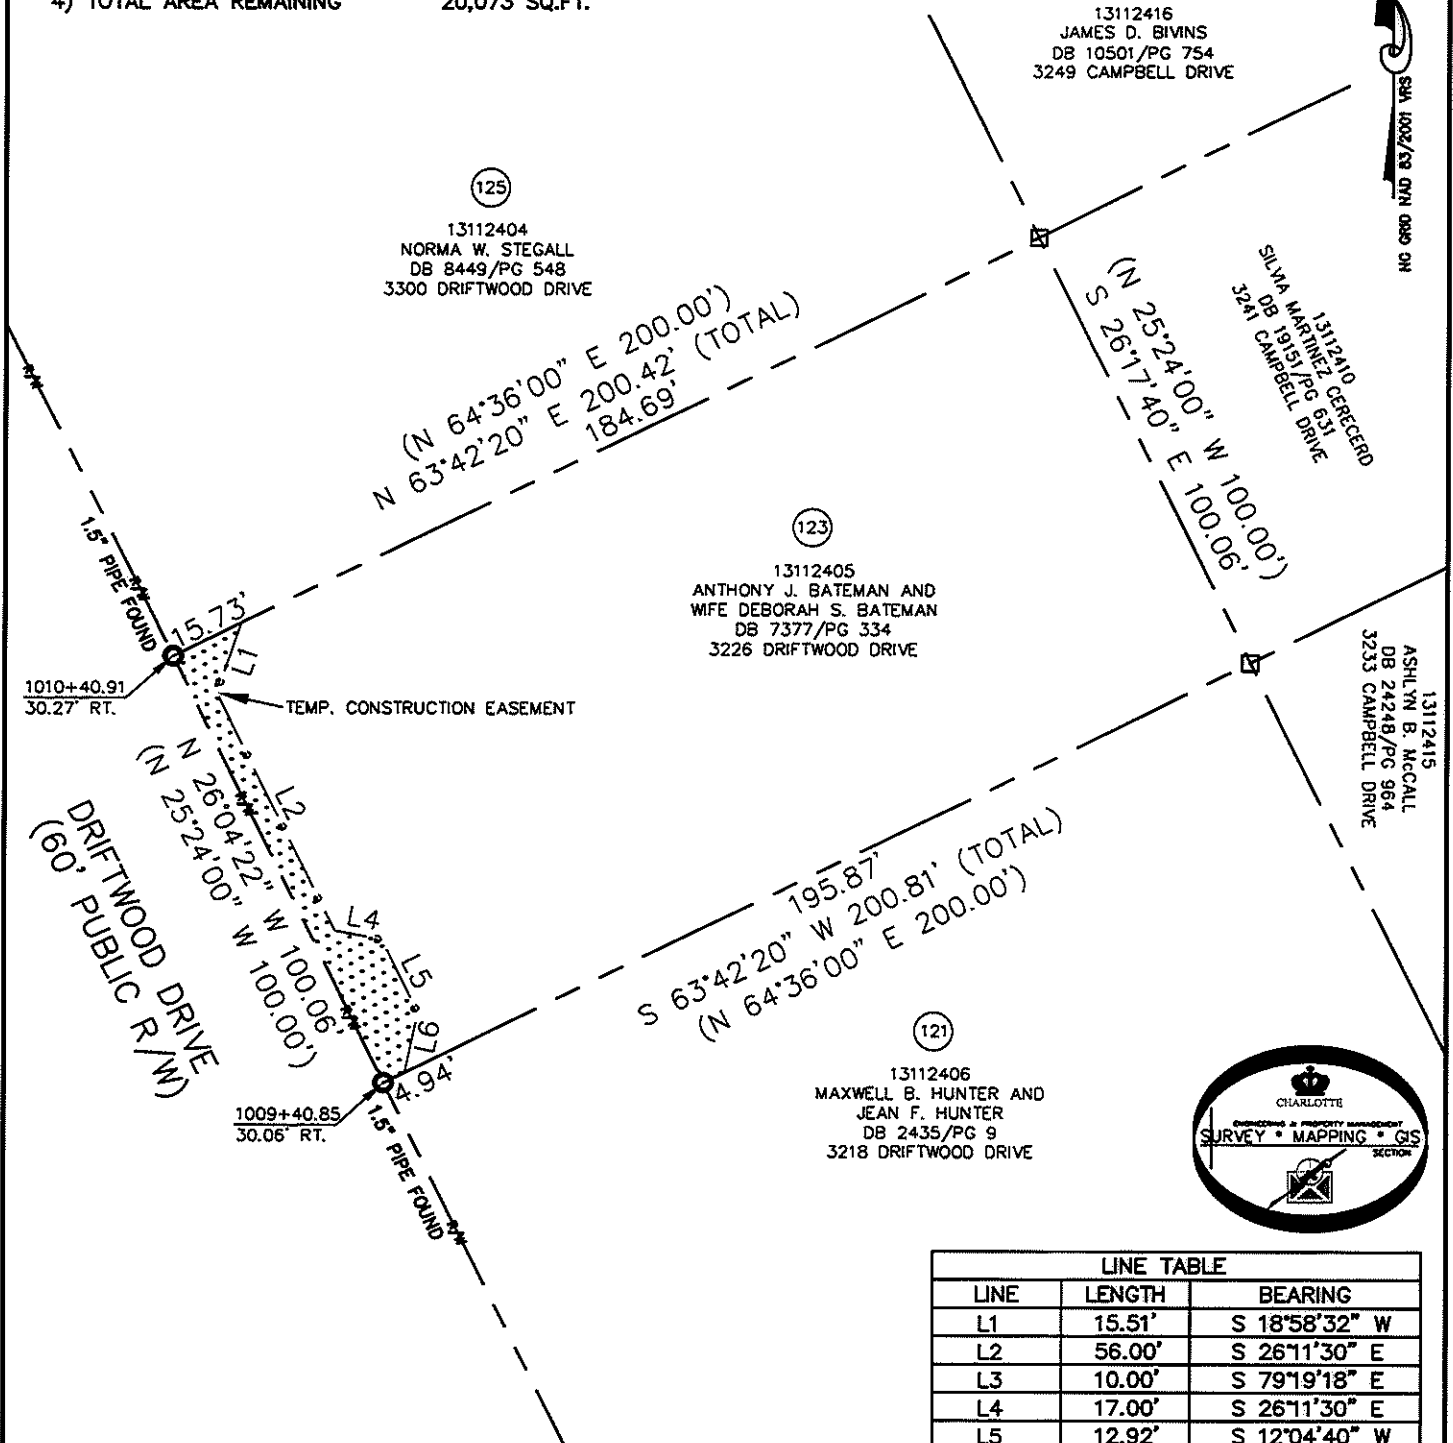 4) TOTAL AREA REMAINING 20,073 SQ.FT.
13112416
JAMES D. BIVINS
DB 10501/PG 754
3249 CAMPBELL DRIVE
NC GRID NAD 83/2001 VRS
125
13112404
NORMA W. STEGALL
DB 8449/PG 548
3300 DRIFTWOOD DRIVE
13112410
SILVIA MARTINEZ CERECERD
DB 19151/PG 631
3241 CAMPBELL DRIVE
(N 25°24'00" W 100.00')
S 26°17'40" E 100.06'
(N 64°36'00" E 200.00')
N 63°42'20" E 200.42' (TOTAL)
184.69'
R/W
1.5" PIPE FOUND
R/W
15.73'
L1
1010+40.91
30.27' RT.
TEMP. CONSTRUCTION EASEMENT
123
13112405
ANTHONY J. BATEMAN AND
WIFE DEBORAH S. BATEMAN
DB 7377/PG 334
3226 DRIFTWOOD DRIVE
13112415
ASHLYN B. McCALL
DB 24248/PG 964
3233 CAMPBELL DRIVE
L2
R/W
N 26°04'22" W 100.06'
(N 25°24'00" W 100.00')
DRIFTWOOD DRIVE
(60' PUBLIC R/W)
L4
L5
L6
R/W
4.94'
195.87'
S 63°42'20" W 200.81' (TOTAL)
(N 64°36'00" E 200.00')
1009+40.85
30.06' RT.
1.5" PIPE FOUND
R/W
121
13112406
MAXWELL B. HUNTER AND
JEAN F. HUNTER
DB 2435/PG 9
3218 DRIFTWOOD DRIVE
CHARLOTTE
ENGINEERING & PROPERTY MANAGEMENT
SURVEY * MAPPING * GIS
SECTION
LINE TABLE
LINE LENGTH BEARING
L1 15.51' S 18°58'32" W
L2 56.00' S 26°11'30" E
L3 10.00' S 79°19'18" E
L4 17.00' S 26°11'30" E
L5 12.92' S 12°04'40" W